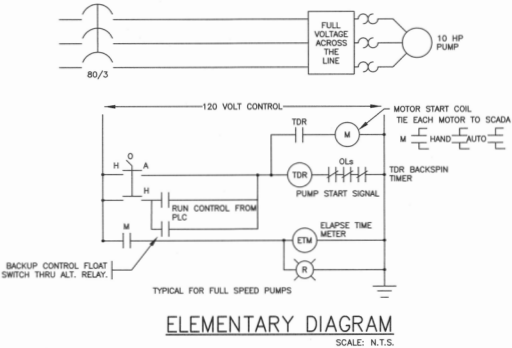 FULL
VOLTAGE
ACROSS
THE
LINE
10 HP
PUMP
80/3
120 VOLT CONTROL
MOTOR START COIL
TIE EACH MOTOR TO SCADA
M HAND AUTO
TDR
M
O
H A
OLs
TDR
TDR BACKSPIN
TIMER
PUMP START SIGNAL
H
RUN CONTROL FROM
PLC
M
ELAPSE TIME
METER
ETM
BACKUP CONTROL FLOAT
SWITCH THRU ALT. RELAY.
R
TYPICAL FOR FULL SPEED PUMPS
ELEMENTARY DIAGRAM
SCALE: N.T.S.